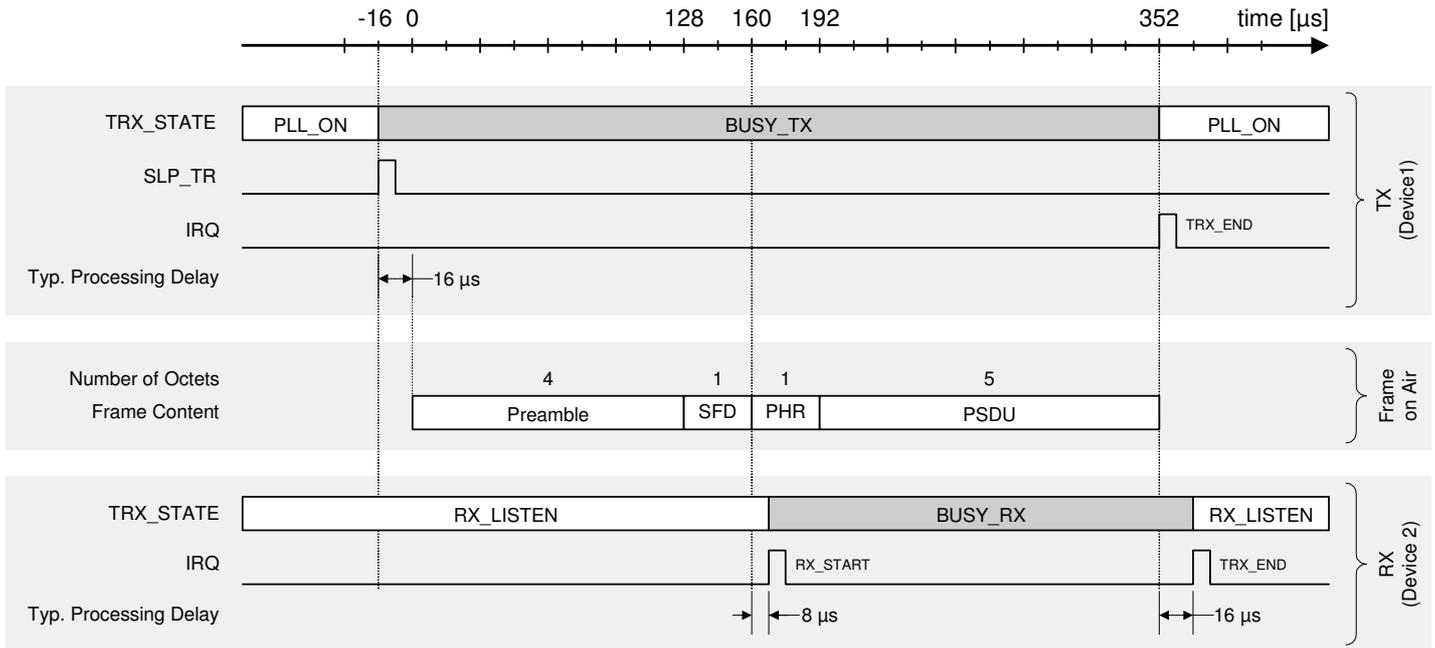 -16 0 128 160 192 352 time [µs]
TRX_STATE PLL_ON BUSY_TX PLL_ON
SLP_TR
IRQ TRX_END
Typ. Processing Delay 16 µs
TX
(Device1)
Number of Octets 4 1 1 5
Frame Content Preamble SFD PHR PSDU
Frame
on Air
TRX_STATE RX_LISTEN BUSY_RX RX_LISTEN
IRQ RX_START TRX_END
Typ. Processing Delay 8 µs 16 µs
RX
(Device 2)